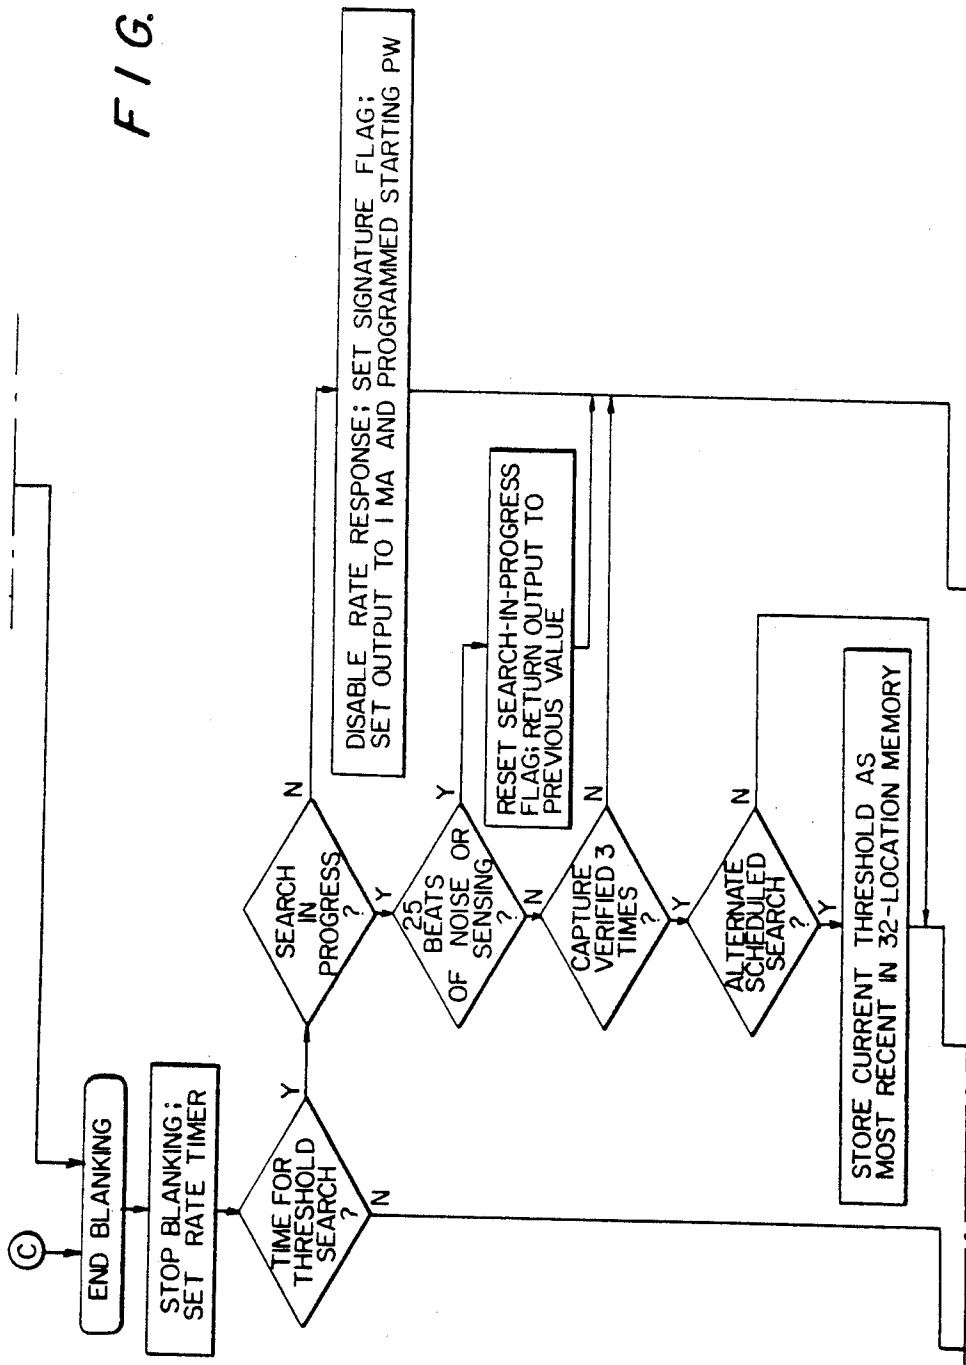 FIG.
C
END BLANKING
STOP BLANKING;
SET RATE TIMER
TIME FOR
THRESHOLD
SEARCH
?
Y
N
SEARCH
IN
PROGRESS
?
N
Y
DISABLE RATE RESPONSE; SET SIGNATURE FLAG;
SET OUTPUT TO 1 MA AND PROGRAMMED STARTING PW
25
BEATS
OF NOISE OR
SENSING
?
Y
N
RESET SEARCH-IN-PROGRESS
FLAG; RETURN OUTPUT TO
PREVIOUS VALUE
CAPTURE
VERIFIED 3
TIMES
?
N
Y
ALTERNATE
SCHEDULED
SEARCH
?
N
Y
STORE CURRENT THRESHOLD AS
MOST RECENT IN 32-LOCATION MEMORY